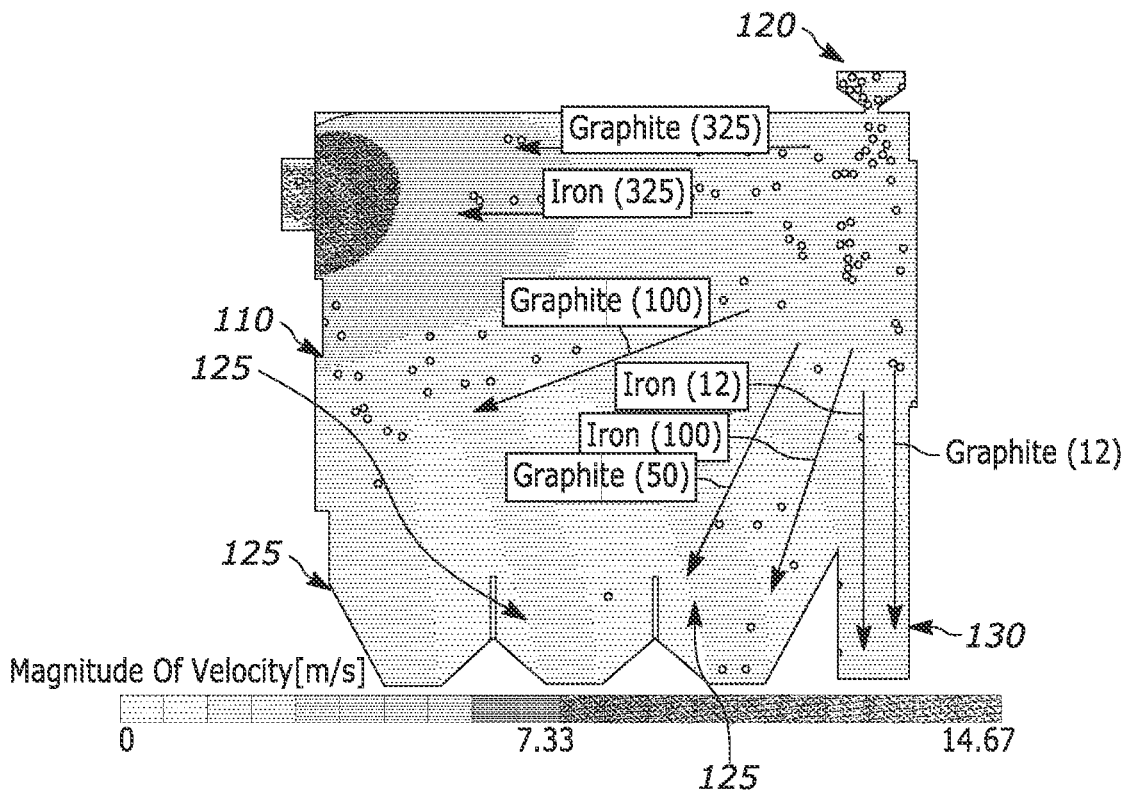 120
Graphite (325)
Iron (325)
Graphite (100)
110
125
Iron (12)
Iron (100)
Graphite (12)
Graphite (50)
125
130
Magnitude Of Velocity[m/s]
0 7.33 14.67
125